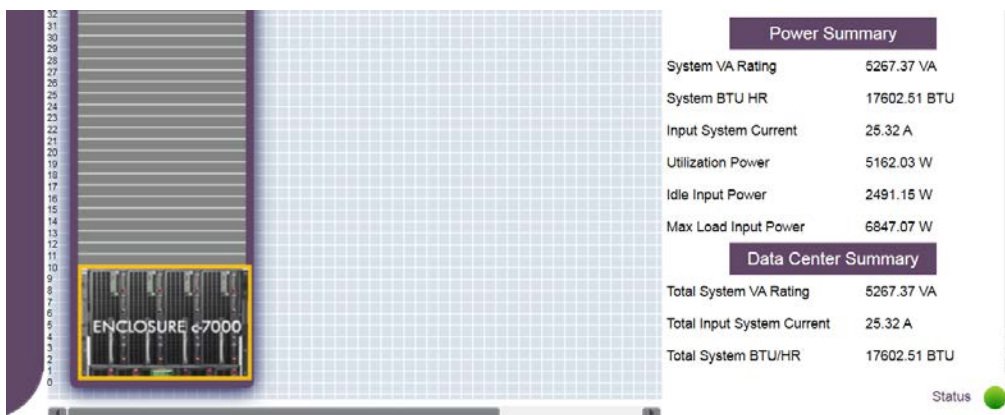 32
31
30
29
28
27
26
25
24
23
22
21
20
19
18
17
16
15
14
13
12
11
10
9
8
7
6
5
4
3
2
1
0
ENCLOSURE c-7000
Power Summary
System VA Rating 5267.37 VA
System BTU HR 17602.51 BTU
Input System Current 25.32 A
Utilization Power 5162.03 W
Idle Input Power 2491.15 W
Max Load Input Power 6847.07 W
Data Center Summary
Total System VA Rating 5267.37 VA
Total Input System Current 25.32 A
Total System BTU/HR 17602.51 BTU
Status